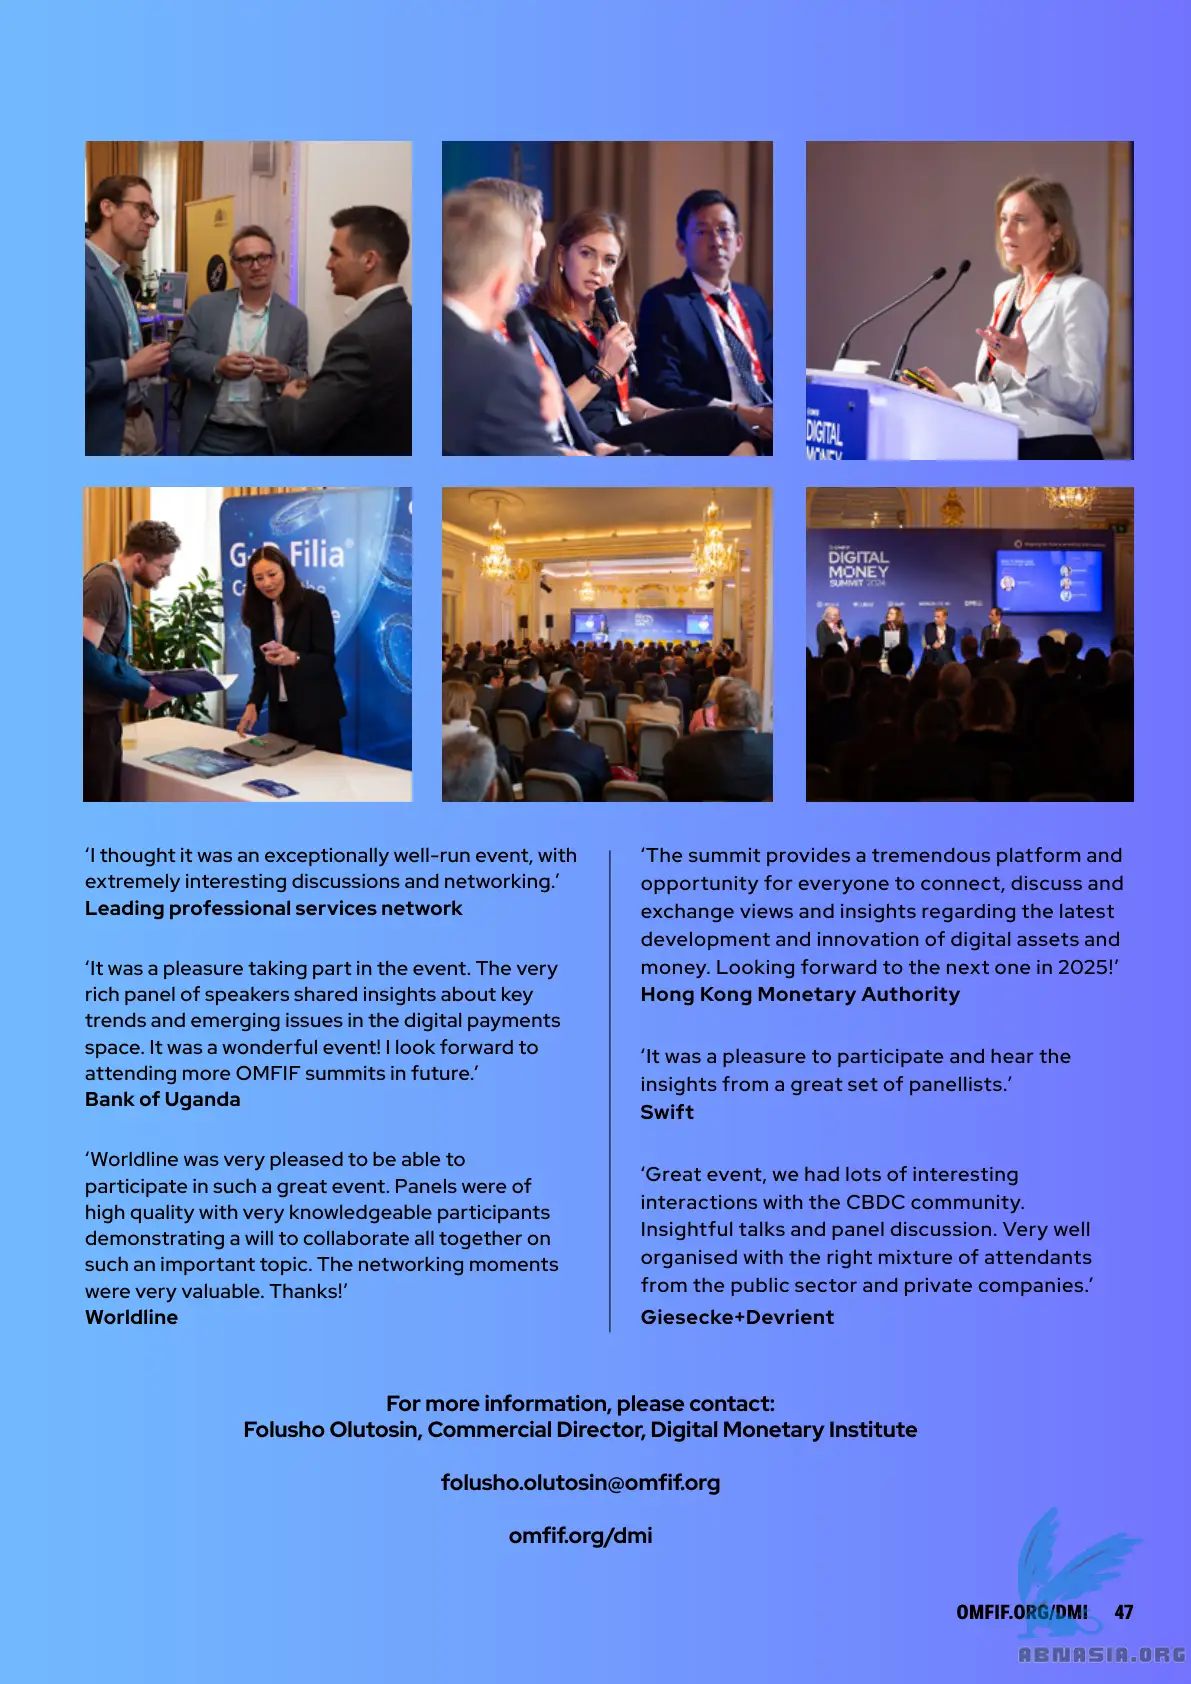 DIGITAL
MONEY
G+D Filia
DIGITAL
MONEY
SUMMIT 2024
‘I thought it was an exceptionally well-run event, with
extremely interesting discussions and networking.’
Leading professional services network
‘It was a pleasure taking part in the event. The very
rich panel of speakers shared insights about key
trends and emerging issues in the digital payments
space. It was a wonderful event! I look forward to
attending more OMFIF summits in future.’
Bank of Uganda
‘Worldline was very pleased to be able to
participate in such a great event. Panels were of
high quality with very knowledgeable participants
demonstrating a will to collaborate all together on
such an important topic. The networking moments
were very valuable. Thanks!’
Worldline
‘The summit provides a tremendous platform and
opportunity for everyone to connect, discuss and
exchange views and insights regarding the latest
development and innovation of digital assets and
money. Looking forward to the next one in 2025!’
Hong Kong Monetary Authority
‘It was a pleasure to participate and hear the
insights from a great set of panellists.’
Swift
‘Great event, we had lots of interesting
interactions with the CBDC community.
Insightful talks and panel discussion. Very well
organised with the right mixture of attendants
from the public sector and private companies.’
Giesecke+Devrient
For more information, please contact:
Folusho Olutosin, Commercial Director, Digital Monetary Institute
folusho.olutosin@omfif.org
omfif.org/dmi
OMFIF.ORG/DMI 47
ABNASIA.ORG